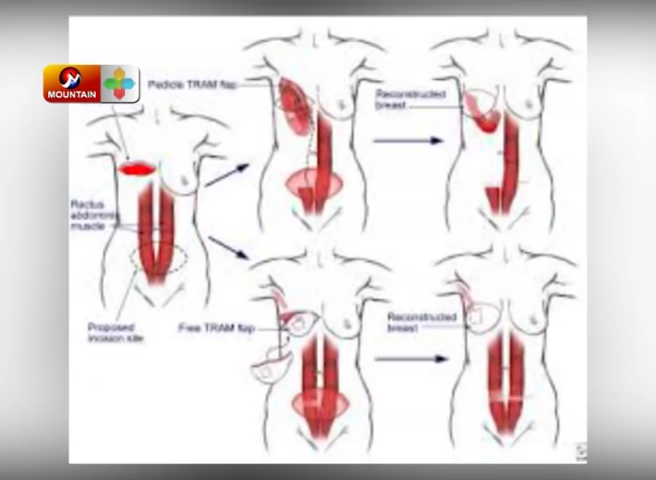 MOUNTAIN
Pedicle TRAM flap
Reconstructed
breast
Rectus
abdominis
muscle
Proposed
incision site
Free TRAM flap
Reconstructed
breast